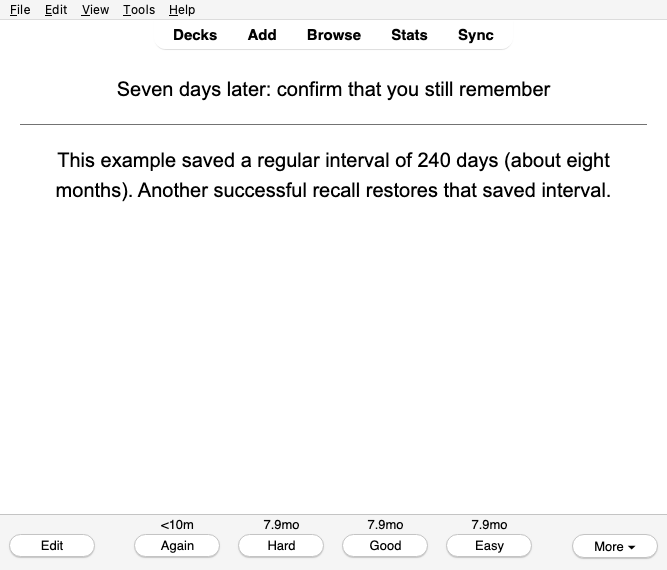 File Edit View Tools Help
Decks Add Browse Stats Sync
Seven days later: confirm that you still remember
This example saved a regular interval of 240 days (about eight
months). Another successful recall restores that saved interval.
<10m 7.9mo 7.9mo 7.9mo
Edit Again Hard Good Easy More